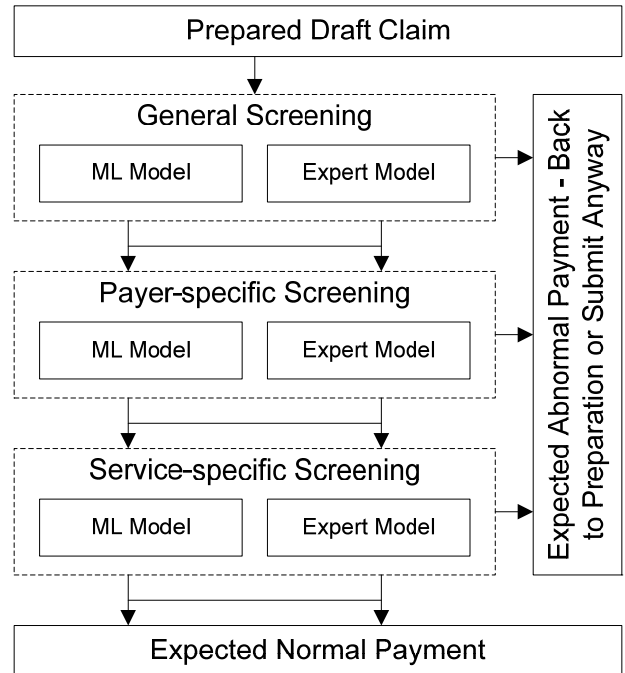 Prepared Draft Claim
General Screening
ML Model
Expert Model
Payer-specific Screening
ML Model
Expert Model
Service-specific Screening
ML Model
Expert Model
Expected Abnormal Payment - Back
to Preparation or Submit Anyway
Expected Normal Payment